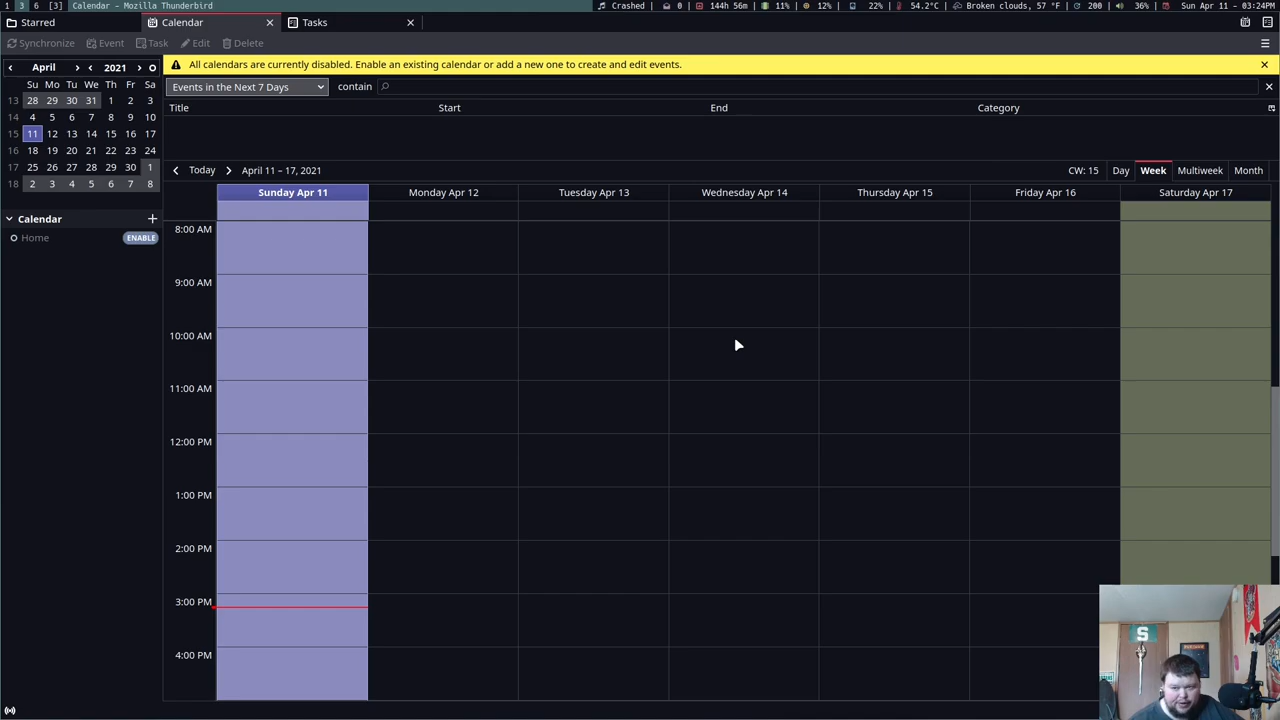 1 3 6 [3] Calendar - Mozilla Thunderbird Crashed 0 144h 56m 11% 12% 22% 54.2°C Broken clouds, 57 °F 200 36% Sun Apr 11 — 03:24PM
Starred Calendar Tasks
Synchronize Event Task Edit Delete
April 2021
Su Mo Tu We Th Fr Sa
13 28 29 30 31 1 2 3
14 4 5 6 7 8 9 10
15 11 12 13 14 15 16 17
16 18 19 20 21 22 23 24
17 25 26 27 28 29 30 1
18 2 3 4 5 6 7 8
Calendar
Home ENABLE
All calendars are currently disabled. Enable an existing calendar or add a new one to create and edit events.
Events in the Next 7 Days contain
Title Start End Category
Today April 11 – 17, 2021 CW: 15 Day Week Multiweek Month
Sunday Apr 11 Monday Apr 12 Tuesday Apr 13 Wednesday Apr 14 Thursday Apr 15 Friday Apr 16 Saturday Apr 17
8:00 AM
9:00 AM
10:00 AM
11:00 AM
12:00 PM
1:00 PM
2:00 PM
3:00 PM
4:00 PM
S